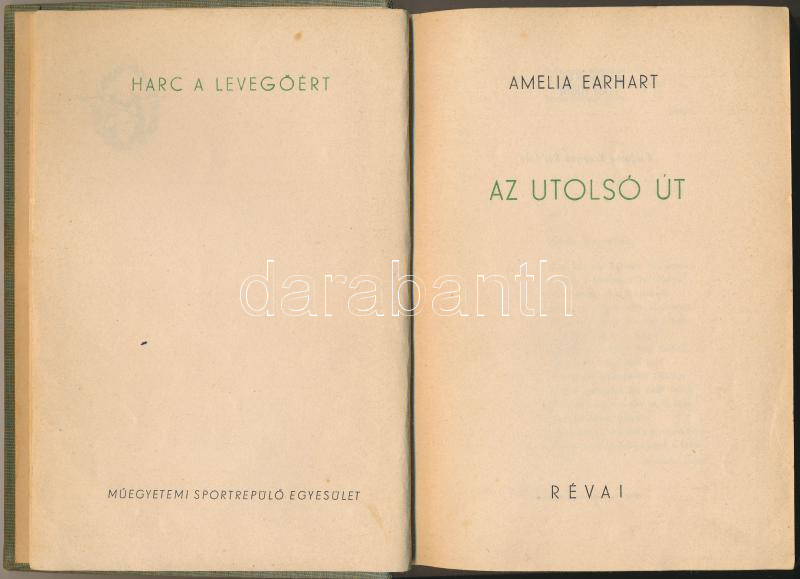 HARC A LEVEGŐÉRT
MŰEGYETEMI SPORTREPÜLŐ EGYESÜLET
AMELIA EARHART
AZ UTOLSÓ ÚT
RÉVAI
darabanth